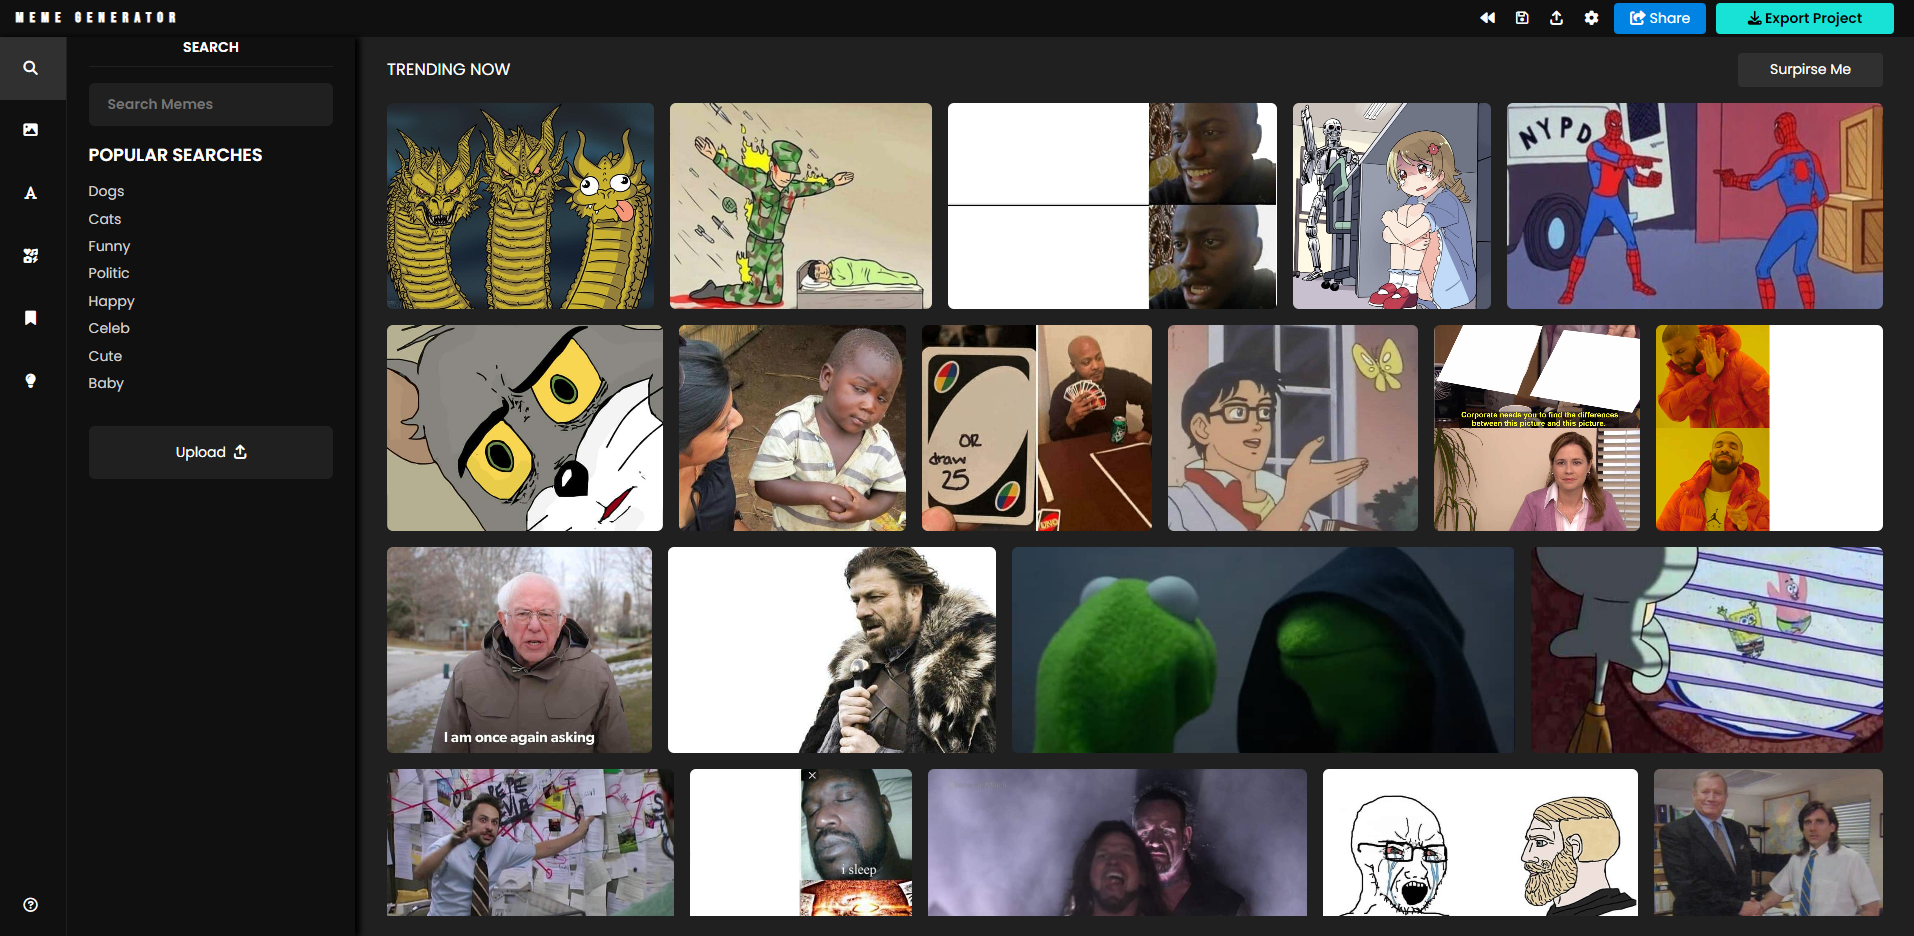 MEME GENERATOR
Share
Export Project
SEARCH
Search Memes
POPULAR SEARCHES
Dogs
Cats
Funny
Politic
Happy
Celeb
Cute
Baby
Upload
TRENDING NOW
Surpirse Me
NYPD
OR
draw
25
UNO
Corporate needs you to find the differences
between this picture and this picture.
I am once again asking
PEPE
SILVIA
i sleep